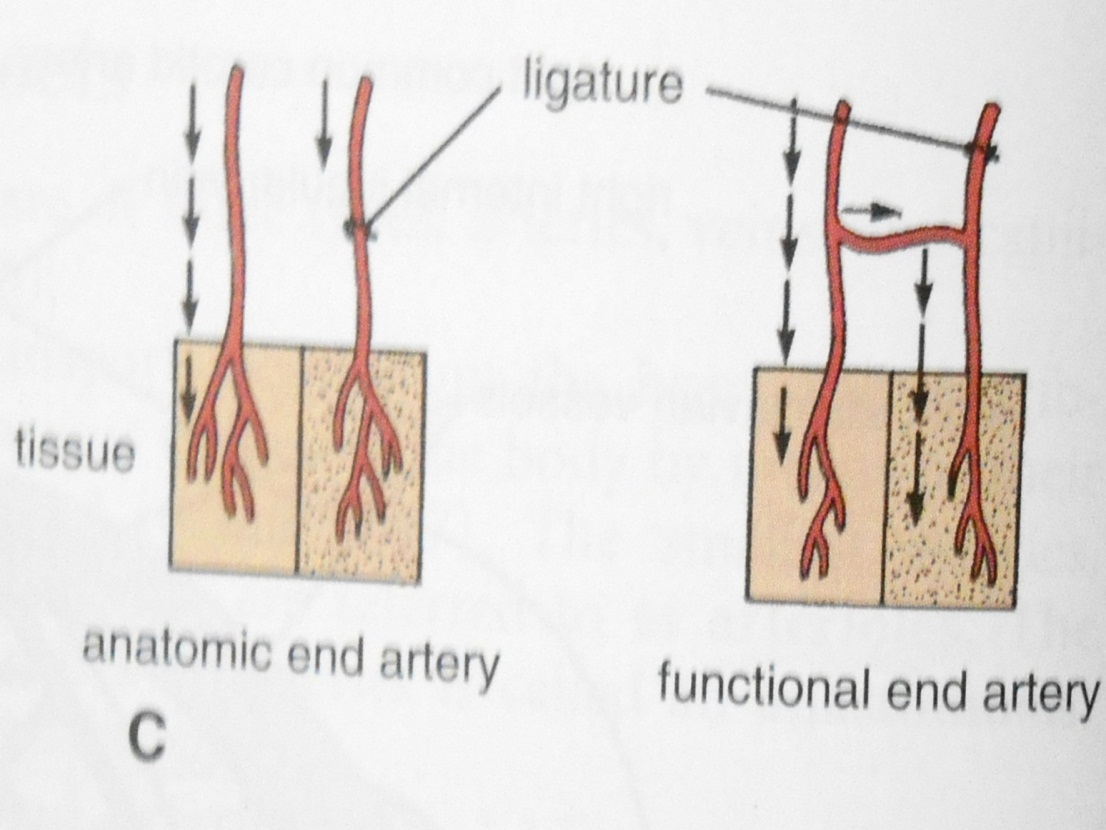 ligature
tissue
anatomic end artery
functional end artery
C